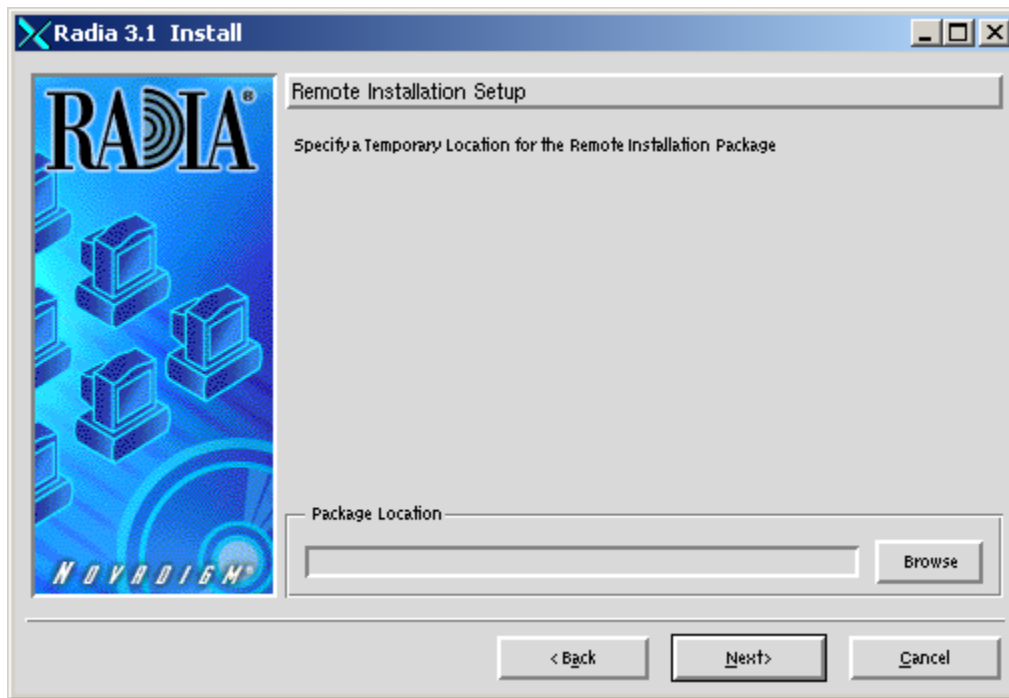 Radia 3.1 Install
RADIA®
Remote Installation Setup
Specify a Temporary Location for the Remote Installation Package
Package Location
Browse
NOVADIGM®
< Back
Next>
Cancel